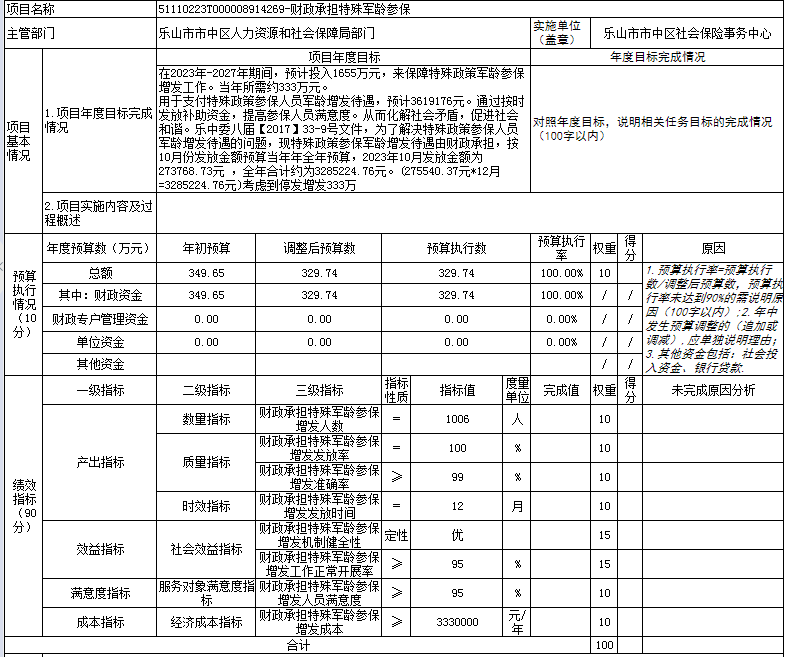 项目名称 51110223T000008914269-财政承担特殊军龄参保
主管部门 乐山市市中区人力资源和社会保障局部门 实施单位（盖章） 乐山市市中区社会保险事务中心
项目基本情况
1.项目年度目标完成情况
项目年度目标 年度目标完成情况
在2023年-2027年期间，预计投入1655万元，来保障特殊政策军龄参保
增发工作。当年所需约333万元。
用于支付特殊政策参保人员军龄增发待遇，预计3619176元。通过按时
发放补助资金，提高参保人员满意度。从而化解社会矛盾，促进社会
和谐。乐中委八届【2017】33-9号文件，为了解决特殊政策参保人员
军龄增发待遇的问题，现特殊政策参保军龄增发待遇由财政承担，按
10月份发放金额预算当年年全年预算，2023年10月发放金额为
273768.73元 ，全年合计约为3285224.76元。(275540.37元*12月
=3285224.76元)考虑到停发增发333万
对照年度目标，说明相关任务目标的完成情况
（100字以内）
2.项目实施内容及过程概述
预算执行情况（10分）
年度预算数（万元） 年初预算 调整后预算数 预算执行数 预算执行率 权重 得分 原因
总额 349.65 329.74 329.74 100.00% 10
其中：财政资金 349.65 329.74 329.74 100.00% / /
财政专户管理资金 0.00 0.00 0.00 0.00% / /
单位资金 0.00 0.00 0.00 0.00% / /
其他资金 / /
1.预算执行率=预算执行
数/调整后预算数，预算执
行率未达到90%的需说明原
因（100字以内）；2.年中
发生预算调整的（追加或
调减），应单独说明理由；
3.其他资金包括：社会投
入资金、银行贷款.
绩效指标（90分）
一级指标 二级指标 三级指标 指标性质 指标值 度量单位 完成值 权重 得分 未完成原因分析
产出指标
数量指标 财政承担特殊军龄参保增发人数 ＝ 1006 人 10
质量指标 财政承担特殊军龄参保增发发放率 ＝ 100 % 10
财政承担特殊军龄参保增发准确率 ≥ 99 % 10
时效指标 财政承担特殊军龄参保增发发放时间 ＝ 12 月 10
效益指标 社会效益指标 财政承担特殊军龄参保增发机制健全性 定性 优 15
财政承担特殊军龄参保增发工作正常开展率 ≥ 95 % 15
满意度指标 服务对象满意度指标 财政承担特殊军龄参保增发人员满意度 ≥ 95 % 10
成本指标 经济成本指标 财政承担特殊军龄参保增发成本 ≥ 3330000 元/年 10
合计 100